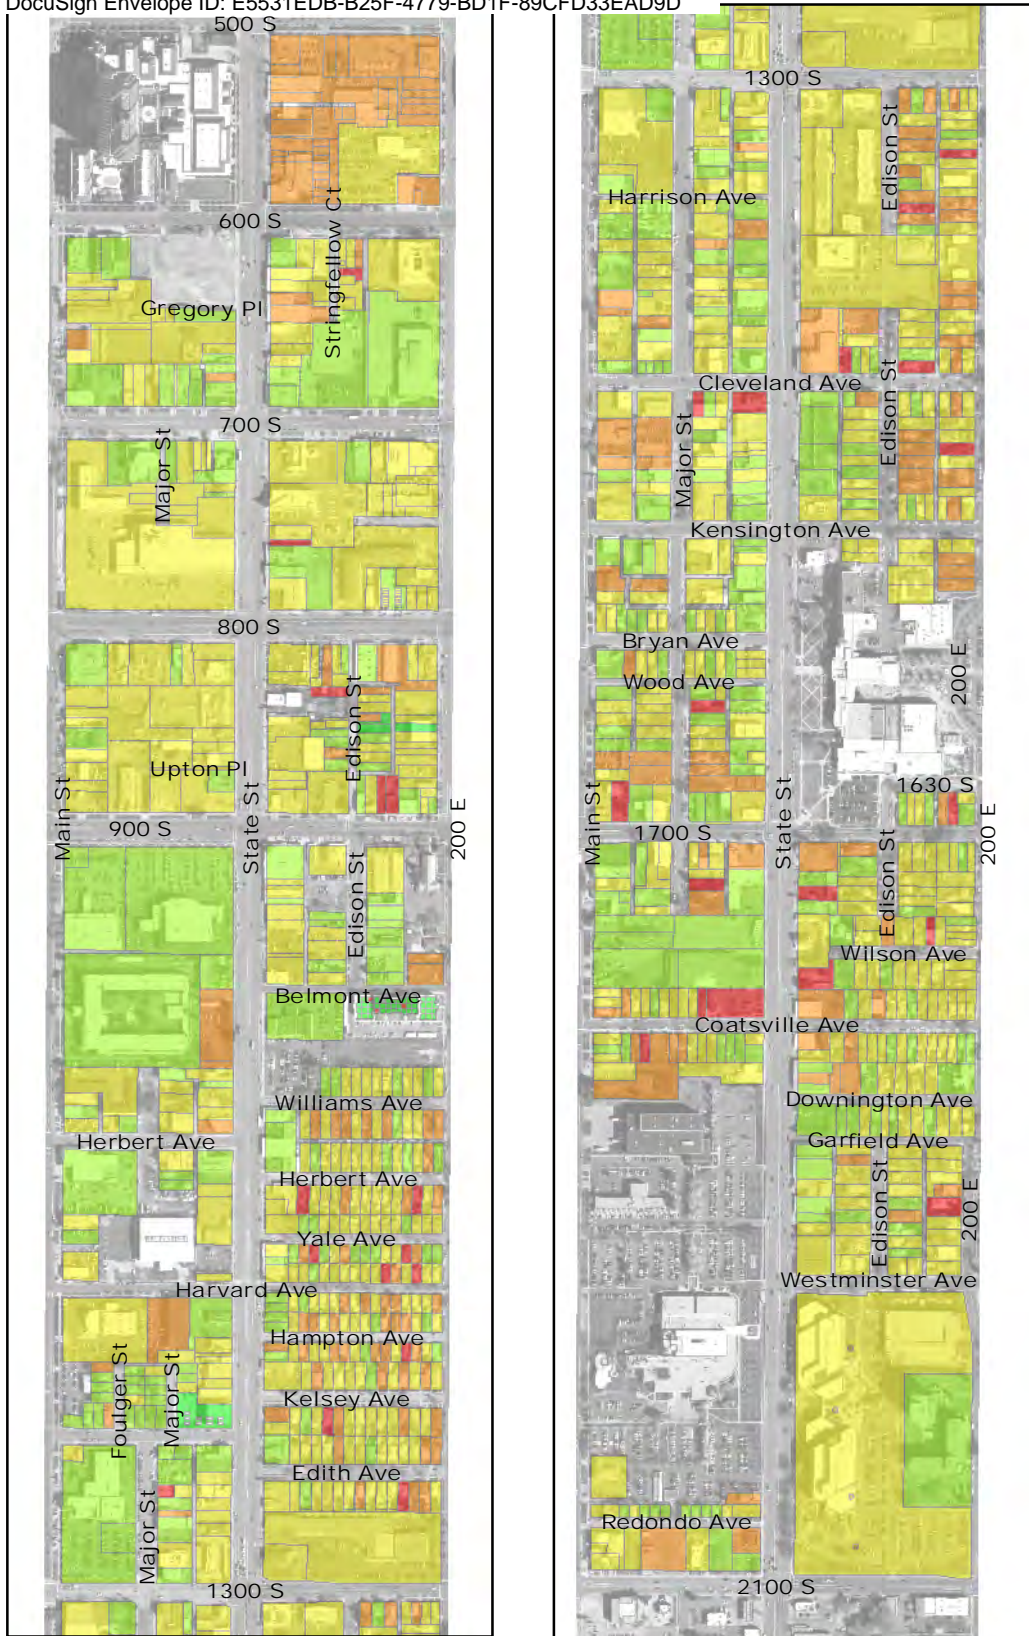 DocuSign Envelope ID: E5531EDB-B25F-4779-BD1F-89CFD33EAD9D
500 S
Stringfellow Ct
600 S
Gregory Pl
700 S
Major St
800 S
Edison St
Upton Pl
Main St
State St
200 E
900 S
Edison St
Belmont Ave
Williams Ave
Herbert Ave
Herbert Ave
Yale Ave
Harvard Ave
Hampton Ave
Foulger St
Major St
Kelsey Ave
Edith Ave
Major St
1300 S
1300 S
Edison St
Harrison Ave
Cleveland Ave
Major St
Edison St
Kensington Ave
Bryan Ave
200 E
Wood Ave
1630 S
Main St
State St
200 E
1700 S
Edison St
Wilson Ave
Coatsville Ave
Downington Ave
Garfield Ave
Edison St
200 E
Westminster Ave
Redondo Ave
2100 S